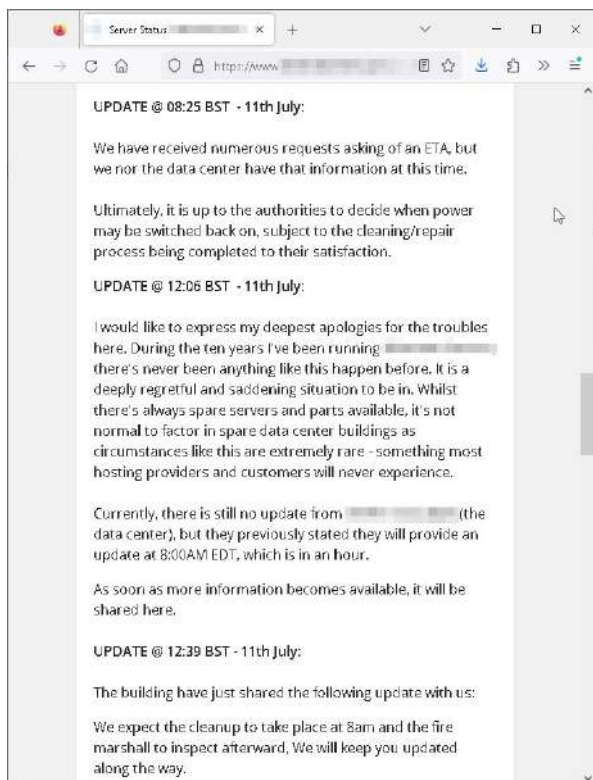 Server Status
https://www
UPDATE @ 08:25 BST - 11th July:
We have received numerous requests asking of an ETA, but
we nor the data center have that information at this time.
Ultimately, it is up to the authorities to decide when power
may be switched back on, subject to the cleaning/repair
process being completed to their satisfaction.
UPDATE @ 12:06 BST - 11th July:
I would like to express my deepest apologies for the troubles
here. During the ten years I've been running
there's never been anything like this happen before. It is a
deeply regretful and saddening situation to be in. Whilst
there's always spare servers and parts available, it's not
normal to factor in spare data center buildings as
circumstances like this are extremely rare - something most
hosting providers and customers will never experience.
Currently, there is still no update from (the
data center), but they previously stated they will provide an
update at 8:00AM EDT, which is in an hour.
As soon as more information becomes available, it will be
shared here.
UPDATE @ 12:39 BST - 11th July:
The building have just shared the following update with us:
We expect the cleanup to take place at 8am and the fire
marshall to inspect afterward, We will keep you updated
along the way.